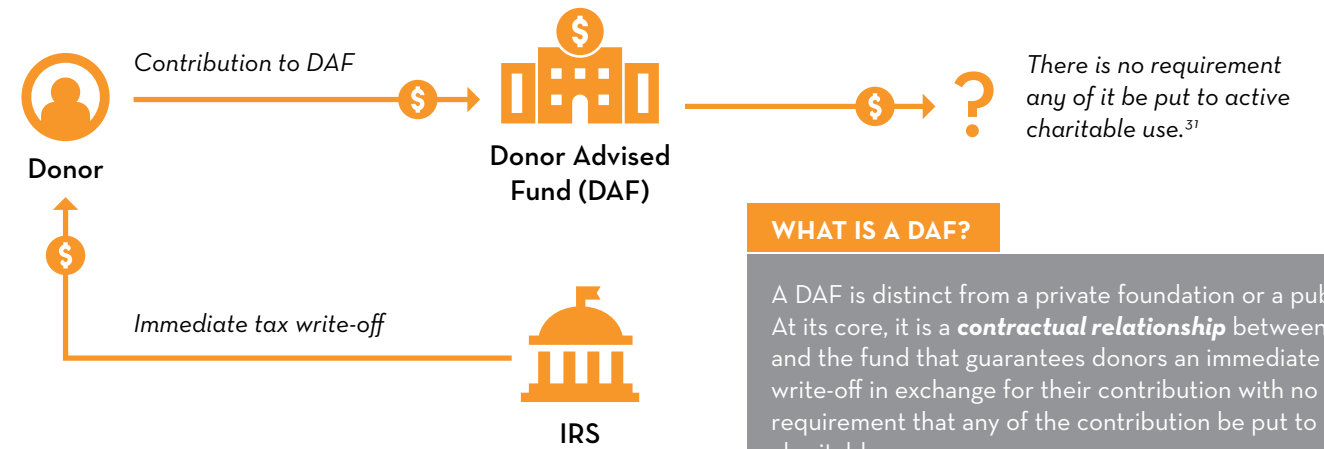 Contribution to DAF
$
$
$
?
There is no requirement
any of it be put to active
charitable use.31
Donor
Donor Advised
Fund (DAF)
$
Immediate tax write-off
IRS
WHAT IS A DAF?
A DAF is distinct from a private foundation or a
At its core, it is a contractual relationship between
and the fund that guarantees donors an immediate
write-off in exchange for their contribution with no
requirement that any of the contribution be put to